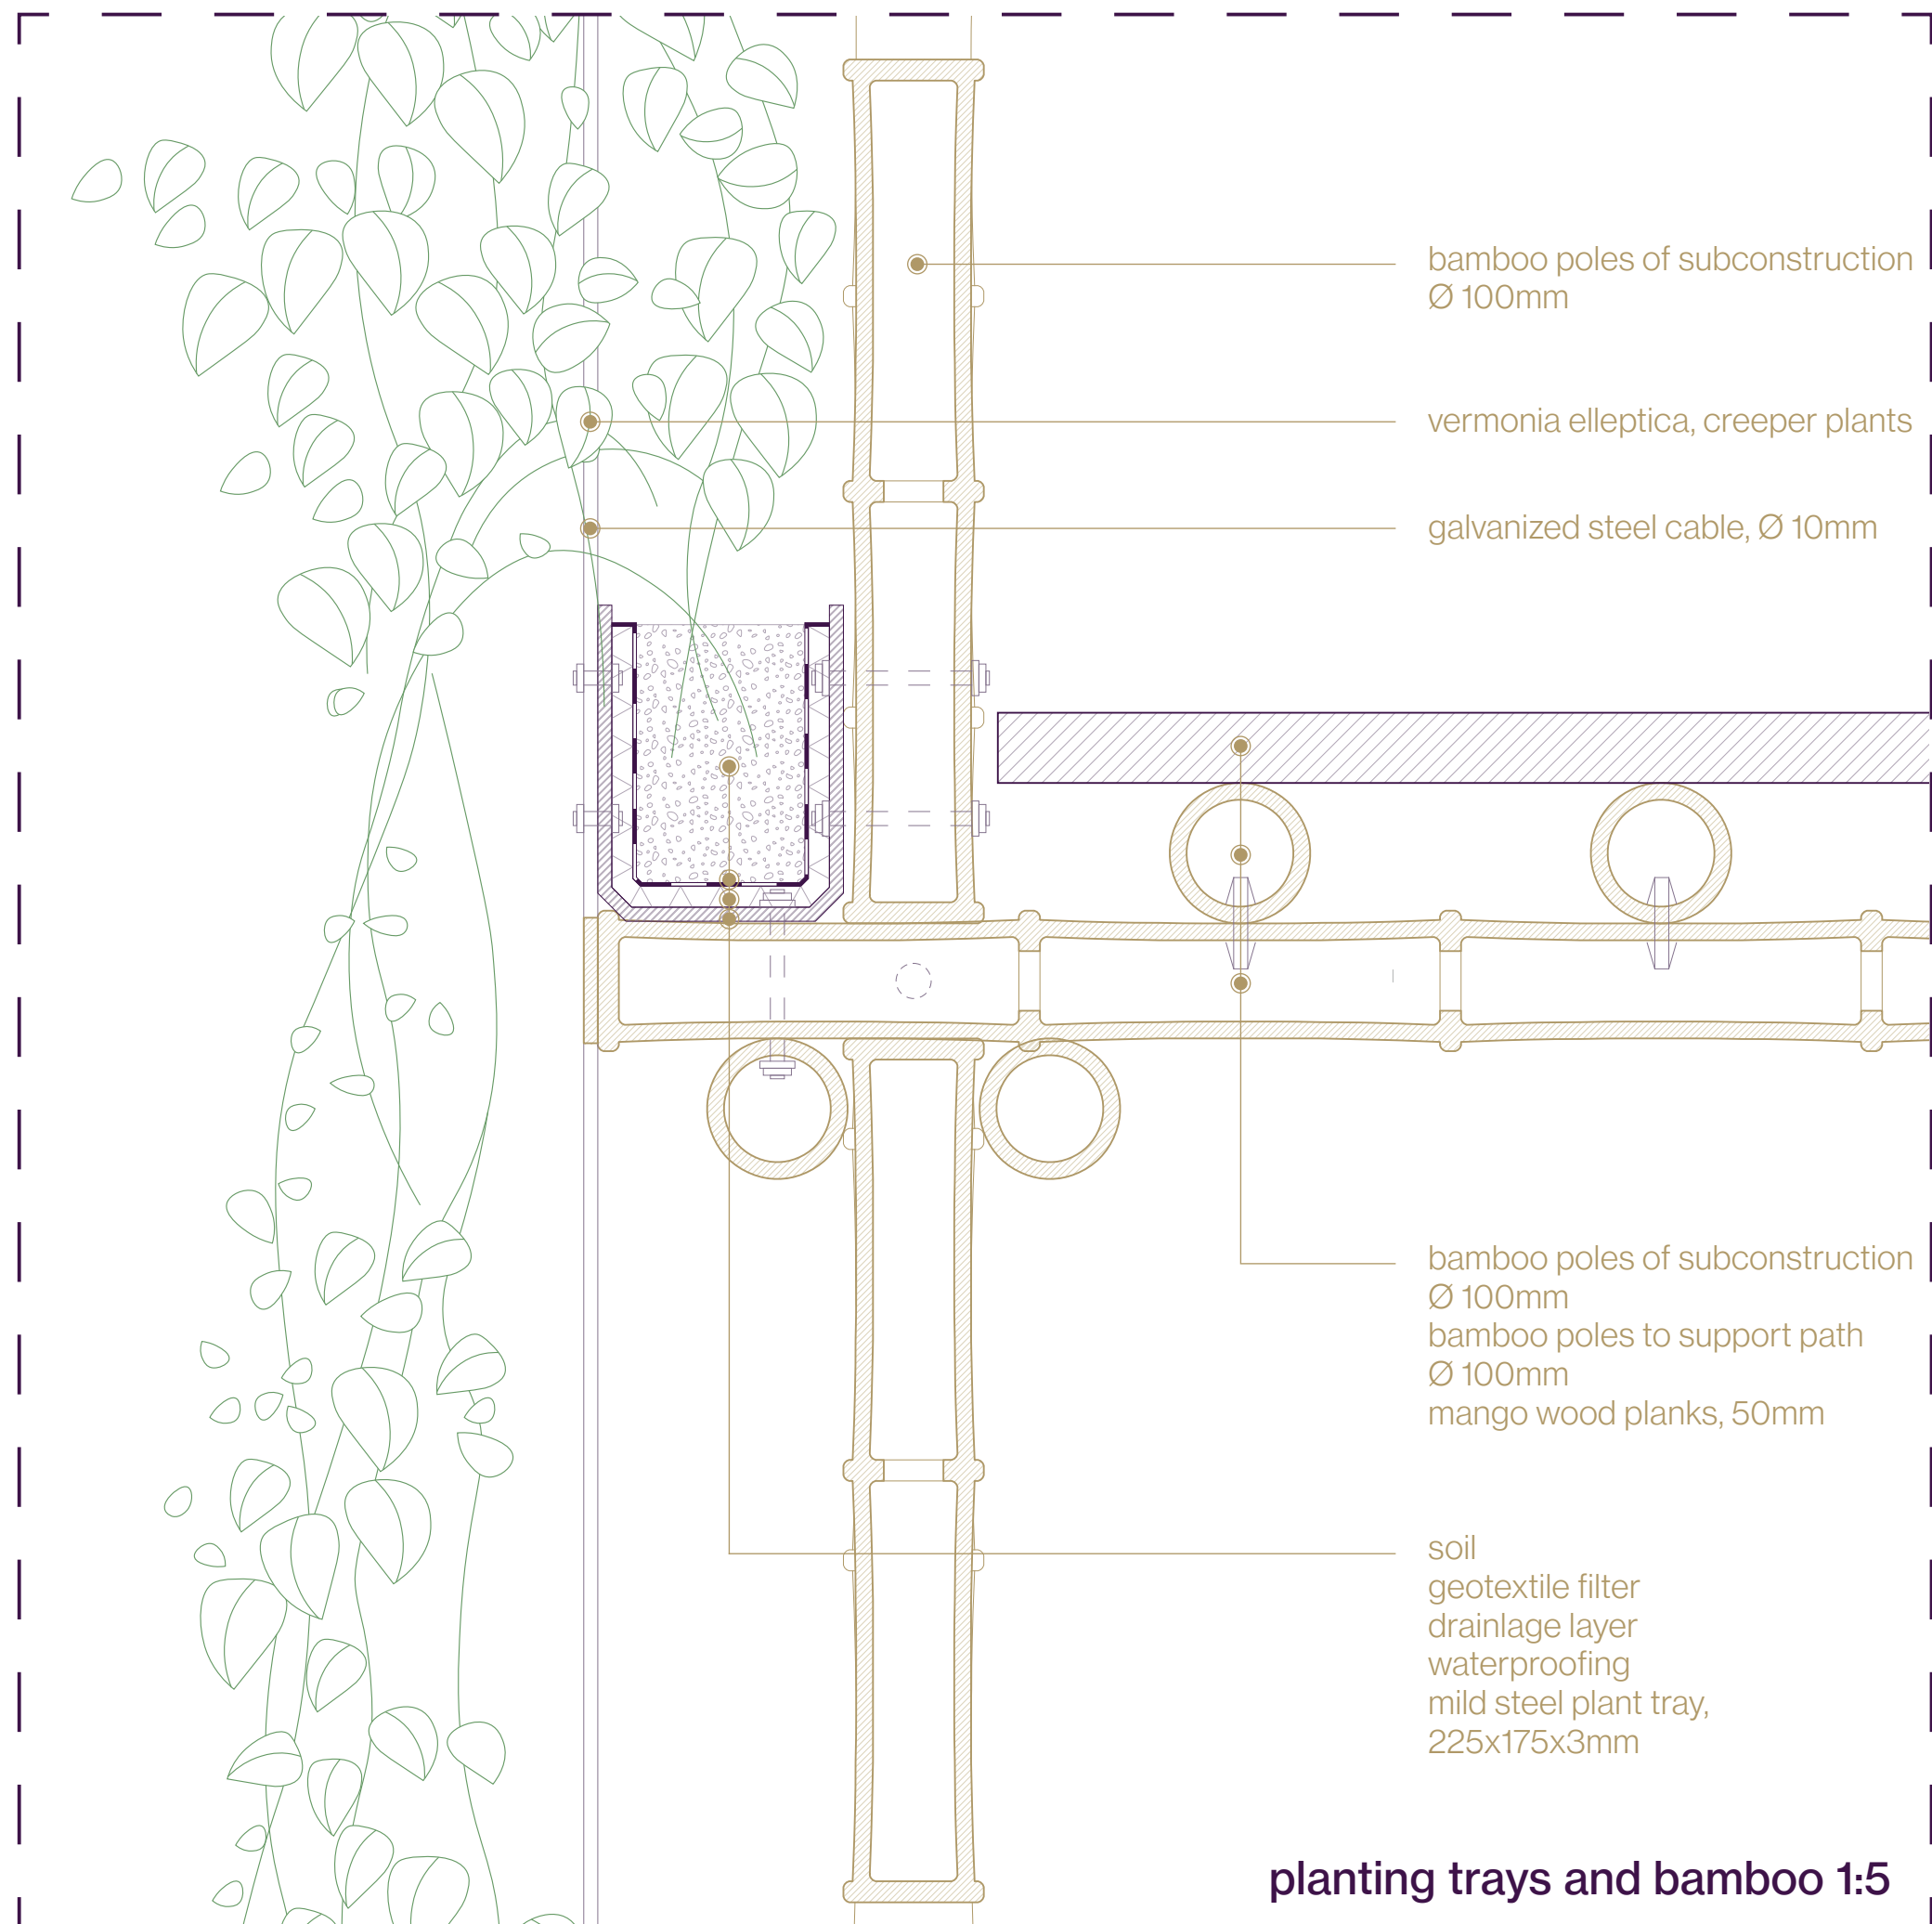 bamboo poles of subconstruction
Ø 100mm
vermonia elleptica, creeper plants
galvanized steel cable, Ø 10mm
bamboo poles of subconstruction
Ø 100mm
bamboo poles to support path
Ø 100mm
mango wood planks, 50mm
soil
geotextile filter
drainlage layer
waterproofing
mild steel plant tray,
225x175x3mm
planting trays and bamboo 1:5